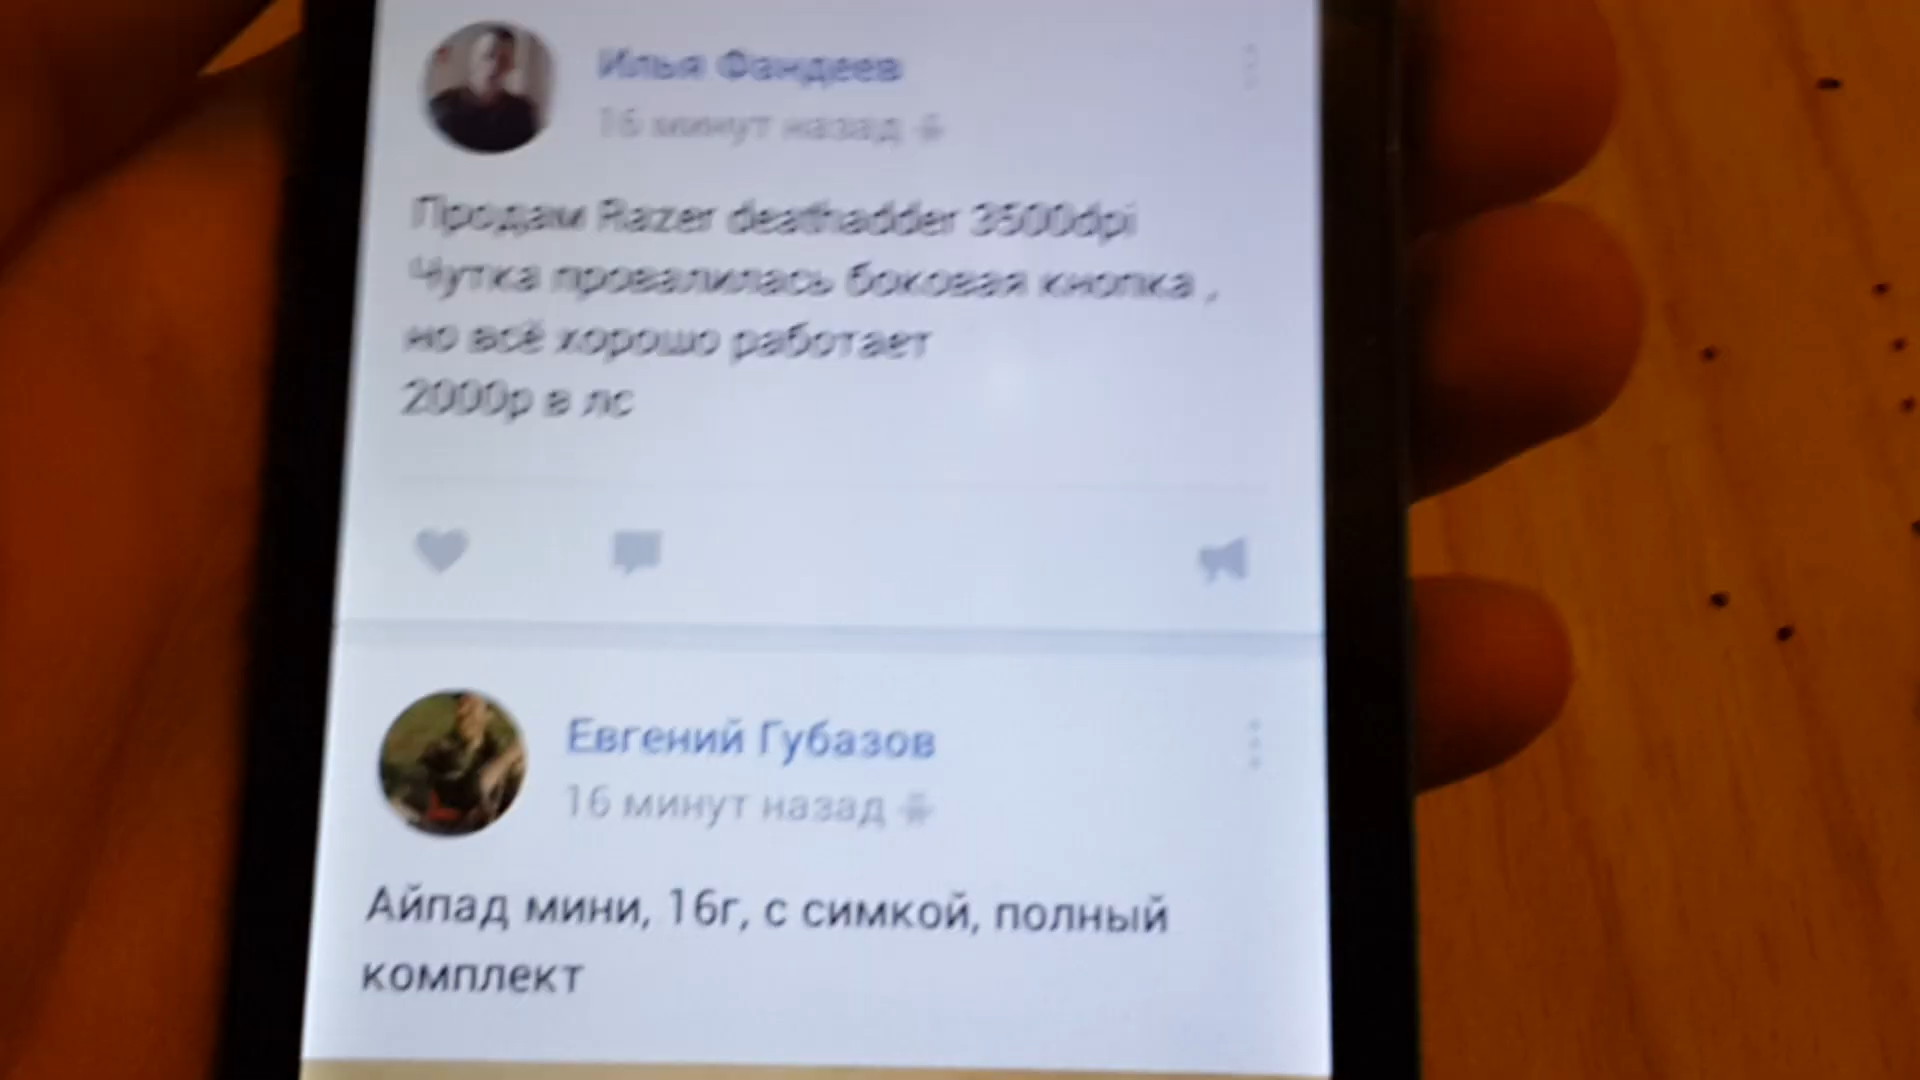 Илья Фандеев
16 минут назад
Продам Razer deathadder 3500dpi
Чутка провалилась боковая кнопка ,
но всё хорошо работает
2000р в лс
Евгений Губазов
16 минут назад
Айпад мини, 16г, с симкой, полный
комплект